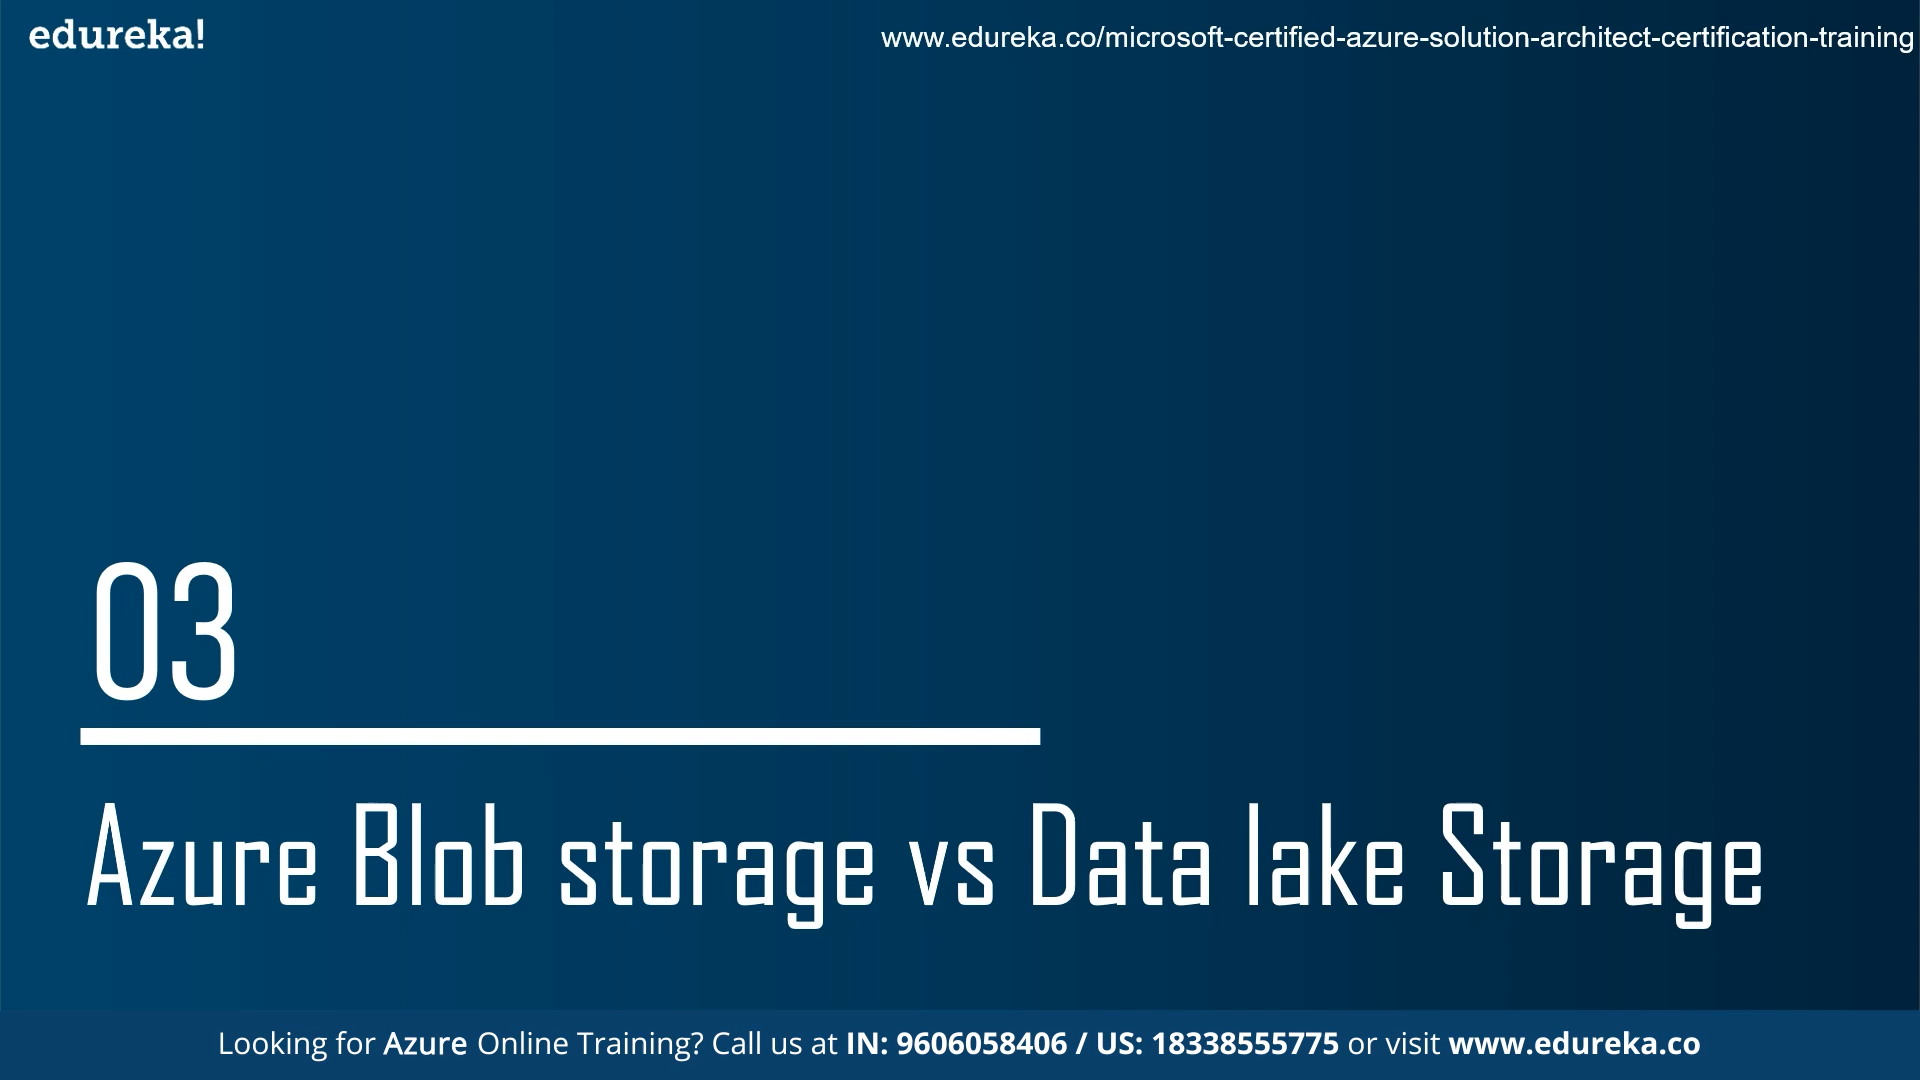 edureka!
www.edureka.co/microsoft-certified-azure-solution-architect-certification-training
03
Azure Blob storage vs Data lake Storage
Looking for Azure Online Training? Call us at IN: 9606058406 / US: 18338555775 or visit www.edureka.co